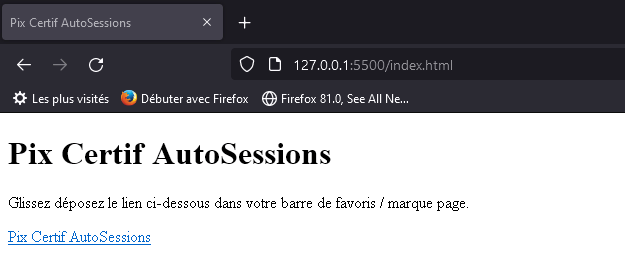 Pix Certif AutoSessions
127.0.0.1:5500/index.html
Les plus visités Débuter avec Firefox Firefox 81.0, See All Ne...
Pix Certif AutoSessions
Glissez déposez le lien ci-dessous dans votre barre de favoris / marque page.
Pix Certif AutoSessions